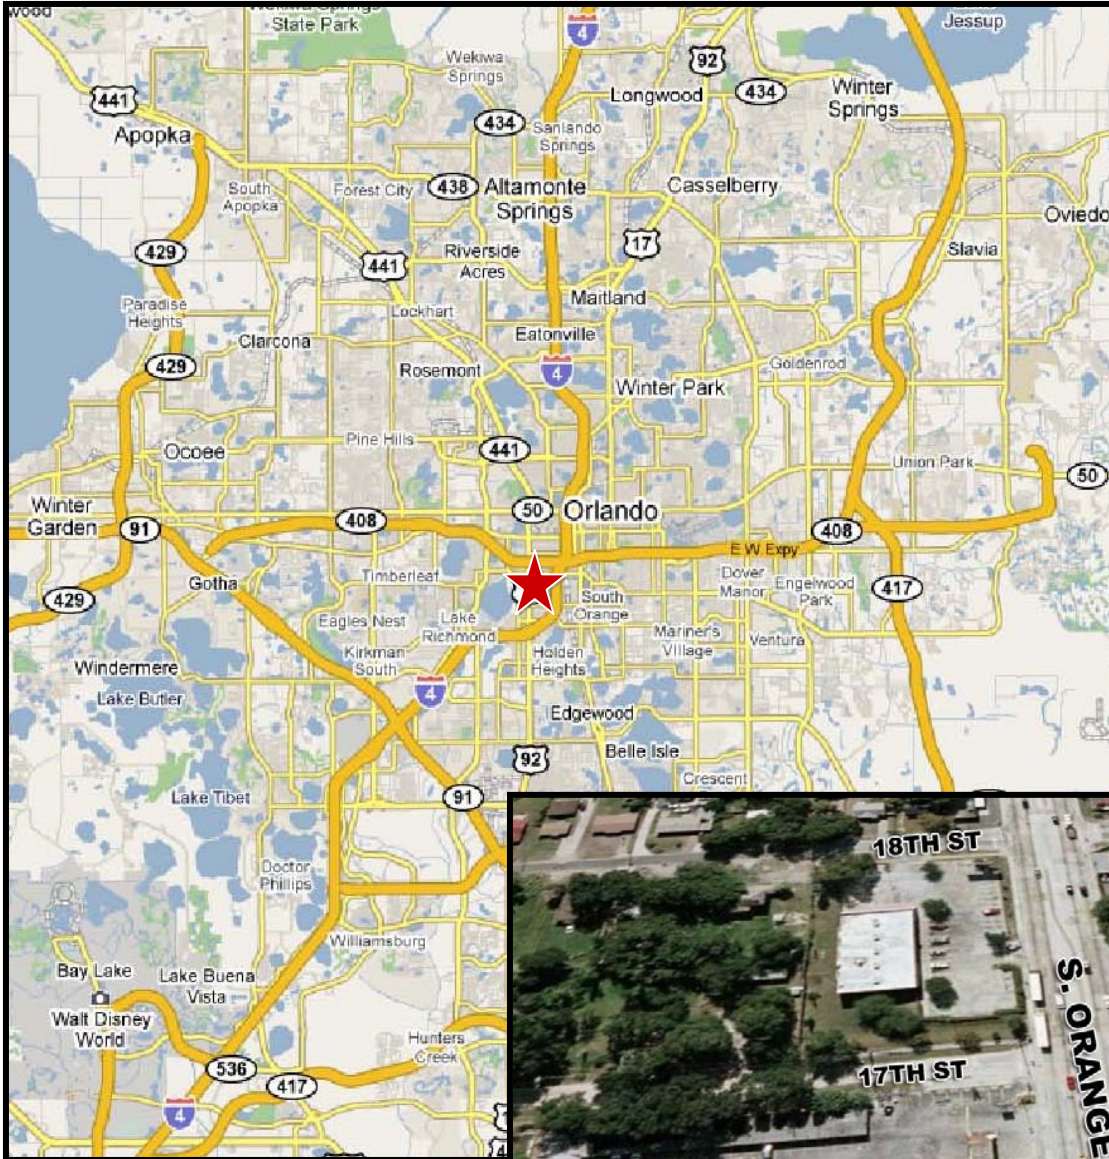 wood
Wekiwa Springs
State Park
4
Jessup
441
Wekiwa
Springs
92
Longwood
434
Winter
Springs
Apopka
434
Sanlando
Springs
South
Apopka
Forest City
438
Altamonte
Springs
Casselberry
Oviedo
17
Slavia
429
441
Riverside
Acres
Paradise
Heights
Lockhart
Maitland
Clarcona
Eatonville
429
Rosemont
4
Winter Park
Goldenrod
Ocoee
Pine Hills
441
Union Park
50
Winter
Garden
91
408
50
Orlando
408
E W Expy
Gotha
Timberleaf
429
South
Orange
Dover
Manor
Engelwood
Park
417
Eagles Nest
Lake
Richmond
Mariner's
Village
Ventura
Windermere
Kirkman
South
Holden
Heights
Lake Butler
4
Edgewood
92
Belle Isle
Crescent
Lake Tibet
91
Doctor
Phillips
Williamsburg
Bay Lake
Lake Buena
Vista
Walt Disney
World
Hunters
Creek
536
417
4
18TH ST
S. ORANGE
17TH ST